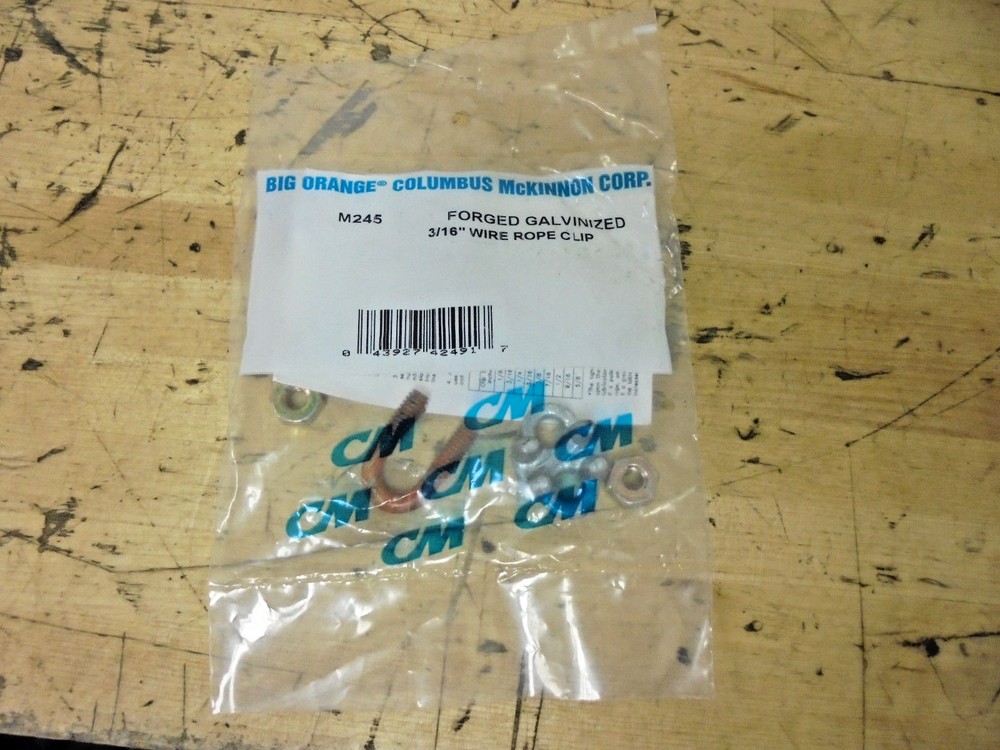 BIG ORANGE® COLUMBUS McKINNON CORP.
M245 FORGED GALVINIZED
3/16" WIRE ROPE CLIP
0 43927 42491 7
CM
CM
CM
CM
CM
CM
CM